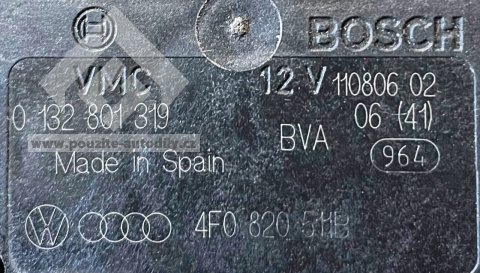 BOSCH
VMC 12 V 110806 02
0 132 801 319 06 (41)
BVA 964
Made in Spain
4F0 820 511B
www.pouzite-autodily.cz